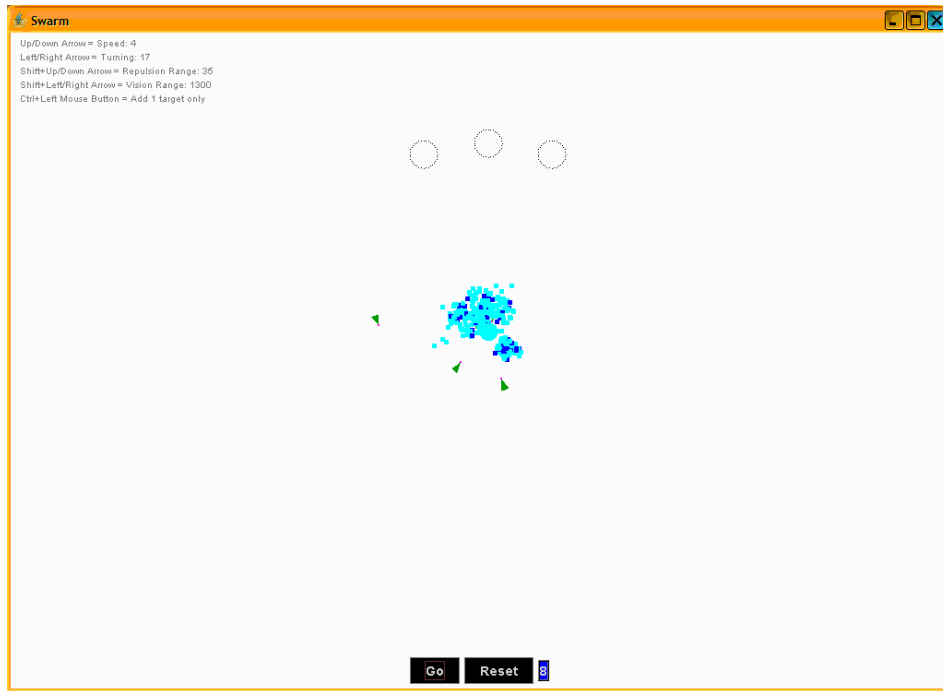 Swarm
Up/Down Arrow = Speed: 4
Left/Right Arrow = Turning: 17
Shift+Up/Down Arrow = Repulsion Range: 35
Shift+Left/Right Arrow = Vision Range: 1300
Ctrl+Left Mouse Button = Add 1 target only
Go Reset 8